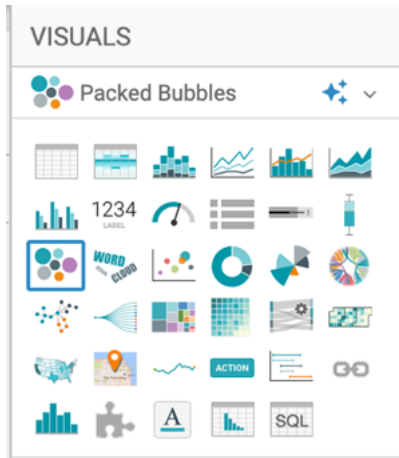 VISUALS
Packed Bubbles
1234
LABEL
WORD
CLOUD
ACTION
A
SQL